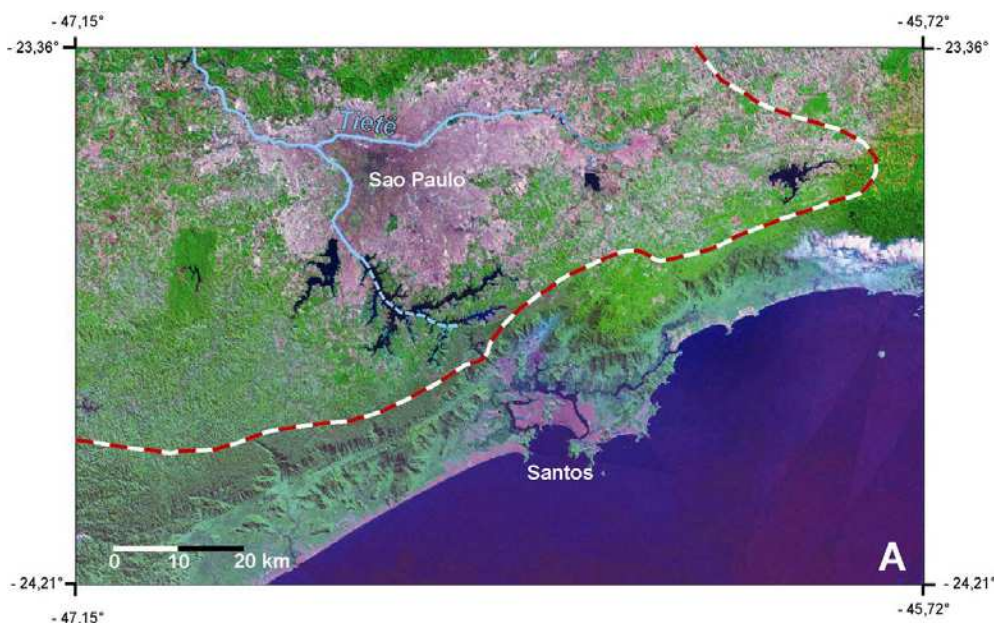 - 47,15°
- 45,72°
- 23,36°
- 23,36°
Tietê
Sao Paulo
Santos
0 10 20 km
A
- 24,21°
- 24,21°
- 47,15°
- 45,72°